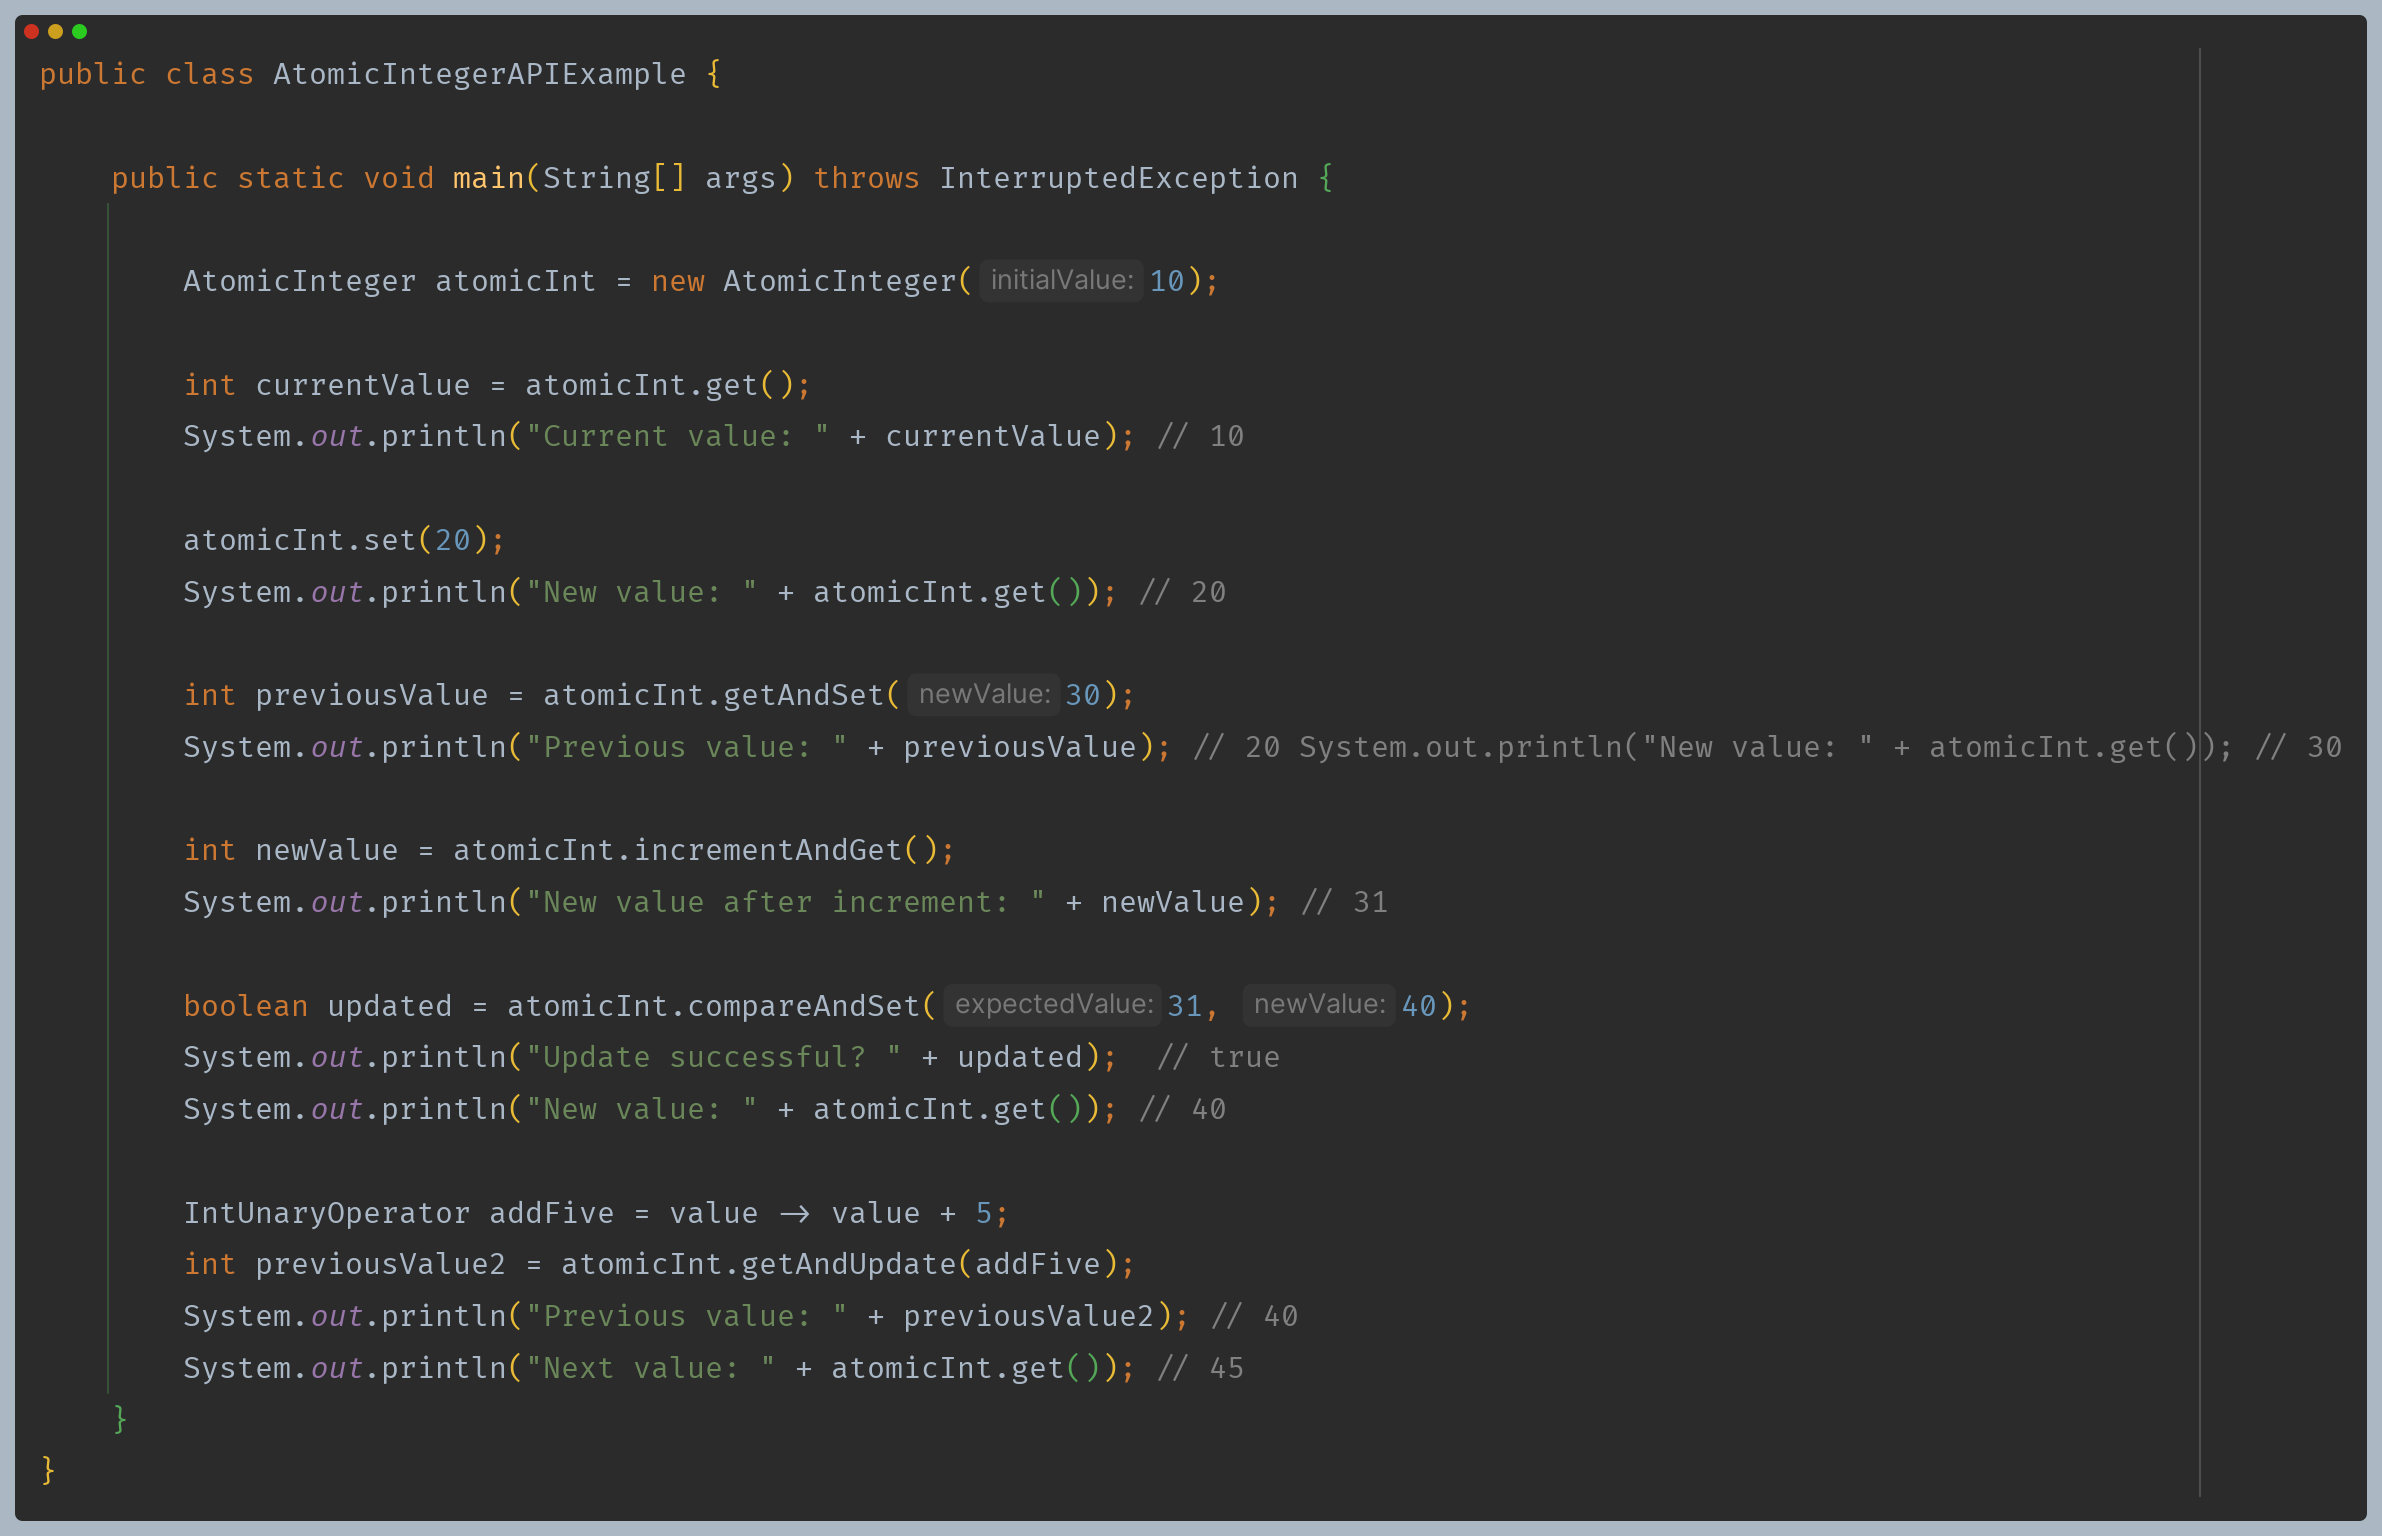 public class AtomicIntegerAPIExample {
public static void main(String[] args) throws InterruptedException {
AtomicInteger atomicInt = new AtomicInteger( initialValue: 10);
int currentValue = atomicInt.get();
System.out.println("Current value: " + currentValue); // 10
atomicInt.set(20);
System.out.println("New value: " + atomicInt.get()); // 20
int previousValue = atomicInt.getAndSet( newValue: 30);
System.out.println("Previous value: " + previousValue); // 20 System.out.println("New value: " + atomicInt.get()); // 30
int newValue = atomicInt.incrementAndGet();
System.out.println("New value after increment: " + newValue); // 31
boolean updated = atomicInt.compareAndSet( expectedValue: 31, newValue: 40);
System.out.println("Update successful? " + updated);  // true
System.out.println("New value: " + atomicInt.get()); // 40
IntUnaryOperator addFive = value -> value + 5;
int previousValue2 = atomicInt.getAndUpdate(addFive);
System.out.println("Previous value: " + previousValue2); // 40
System.out.println("Next value: " + atomicInt.get()); // 45
}
}